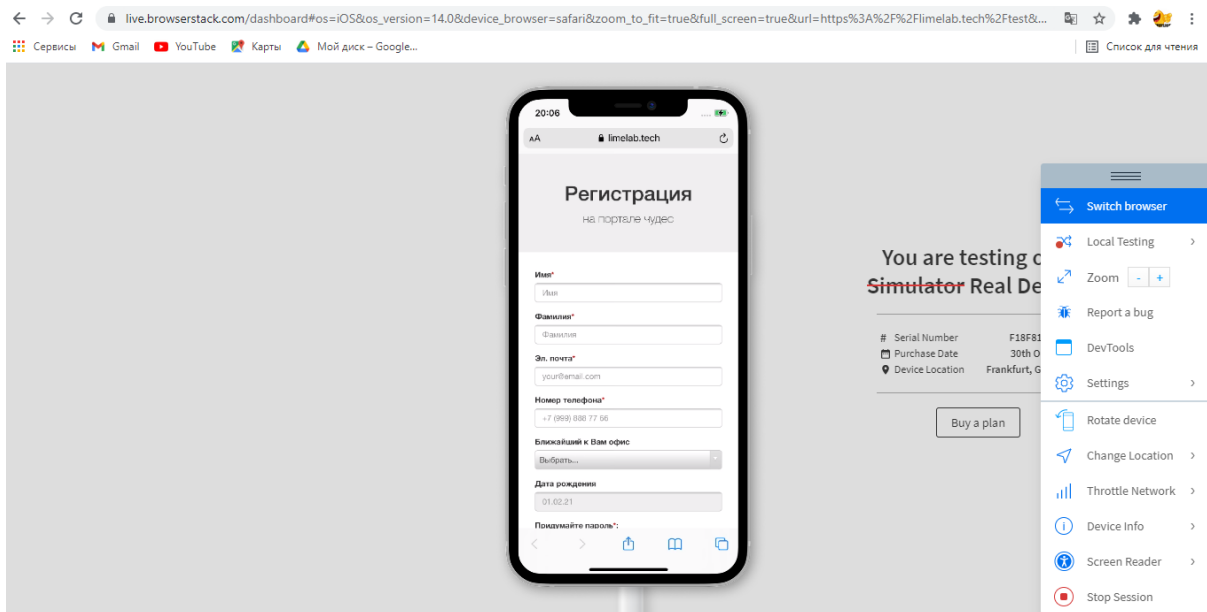 live.browserstack.com/dashboard#os=iOS&os_version=14.0&device_browser=safari&zoom_to_fit=true&full_screen=true&url=https%3A%2F%2Flimelab.tech%2Ftest&...
Сервисы Gmail YouTube Карты Мой диск – Google... Список для чтения
20:06
AA limelab.tech
Регистрация
на портале чудес
Имя*
Имя
Фамилия*
Фамилия
Эл. почта*
your@email.com
Номер телефона*
+7 (999) 888 77 66
Ближайший к Вам офис
Выбрать...
Дата рождения
01.02.21
Придумайте пароль*:
You are testing o
Simulator Real De
# Serial Number F18F81
Purchase Date 30th O
Device Location Frankfurt, G
Buy a plan
Switch browser
Local Testing
Zoom - +
Report a bug
DevTools
Settings
Rotate device
Change Location
Throttle Network
Device Info
Screen Reader
Stop Session